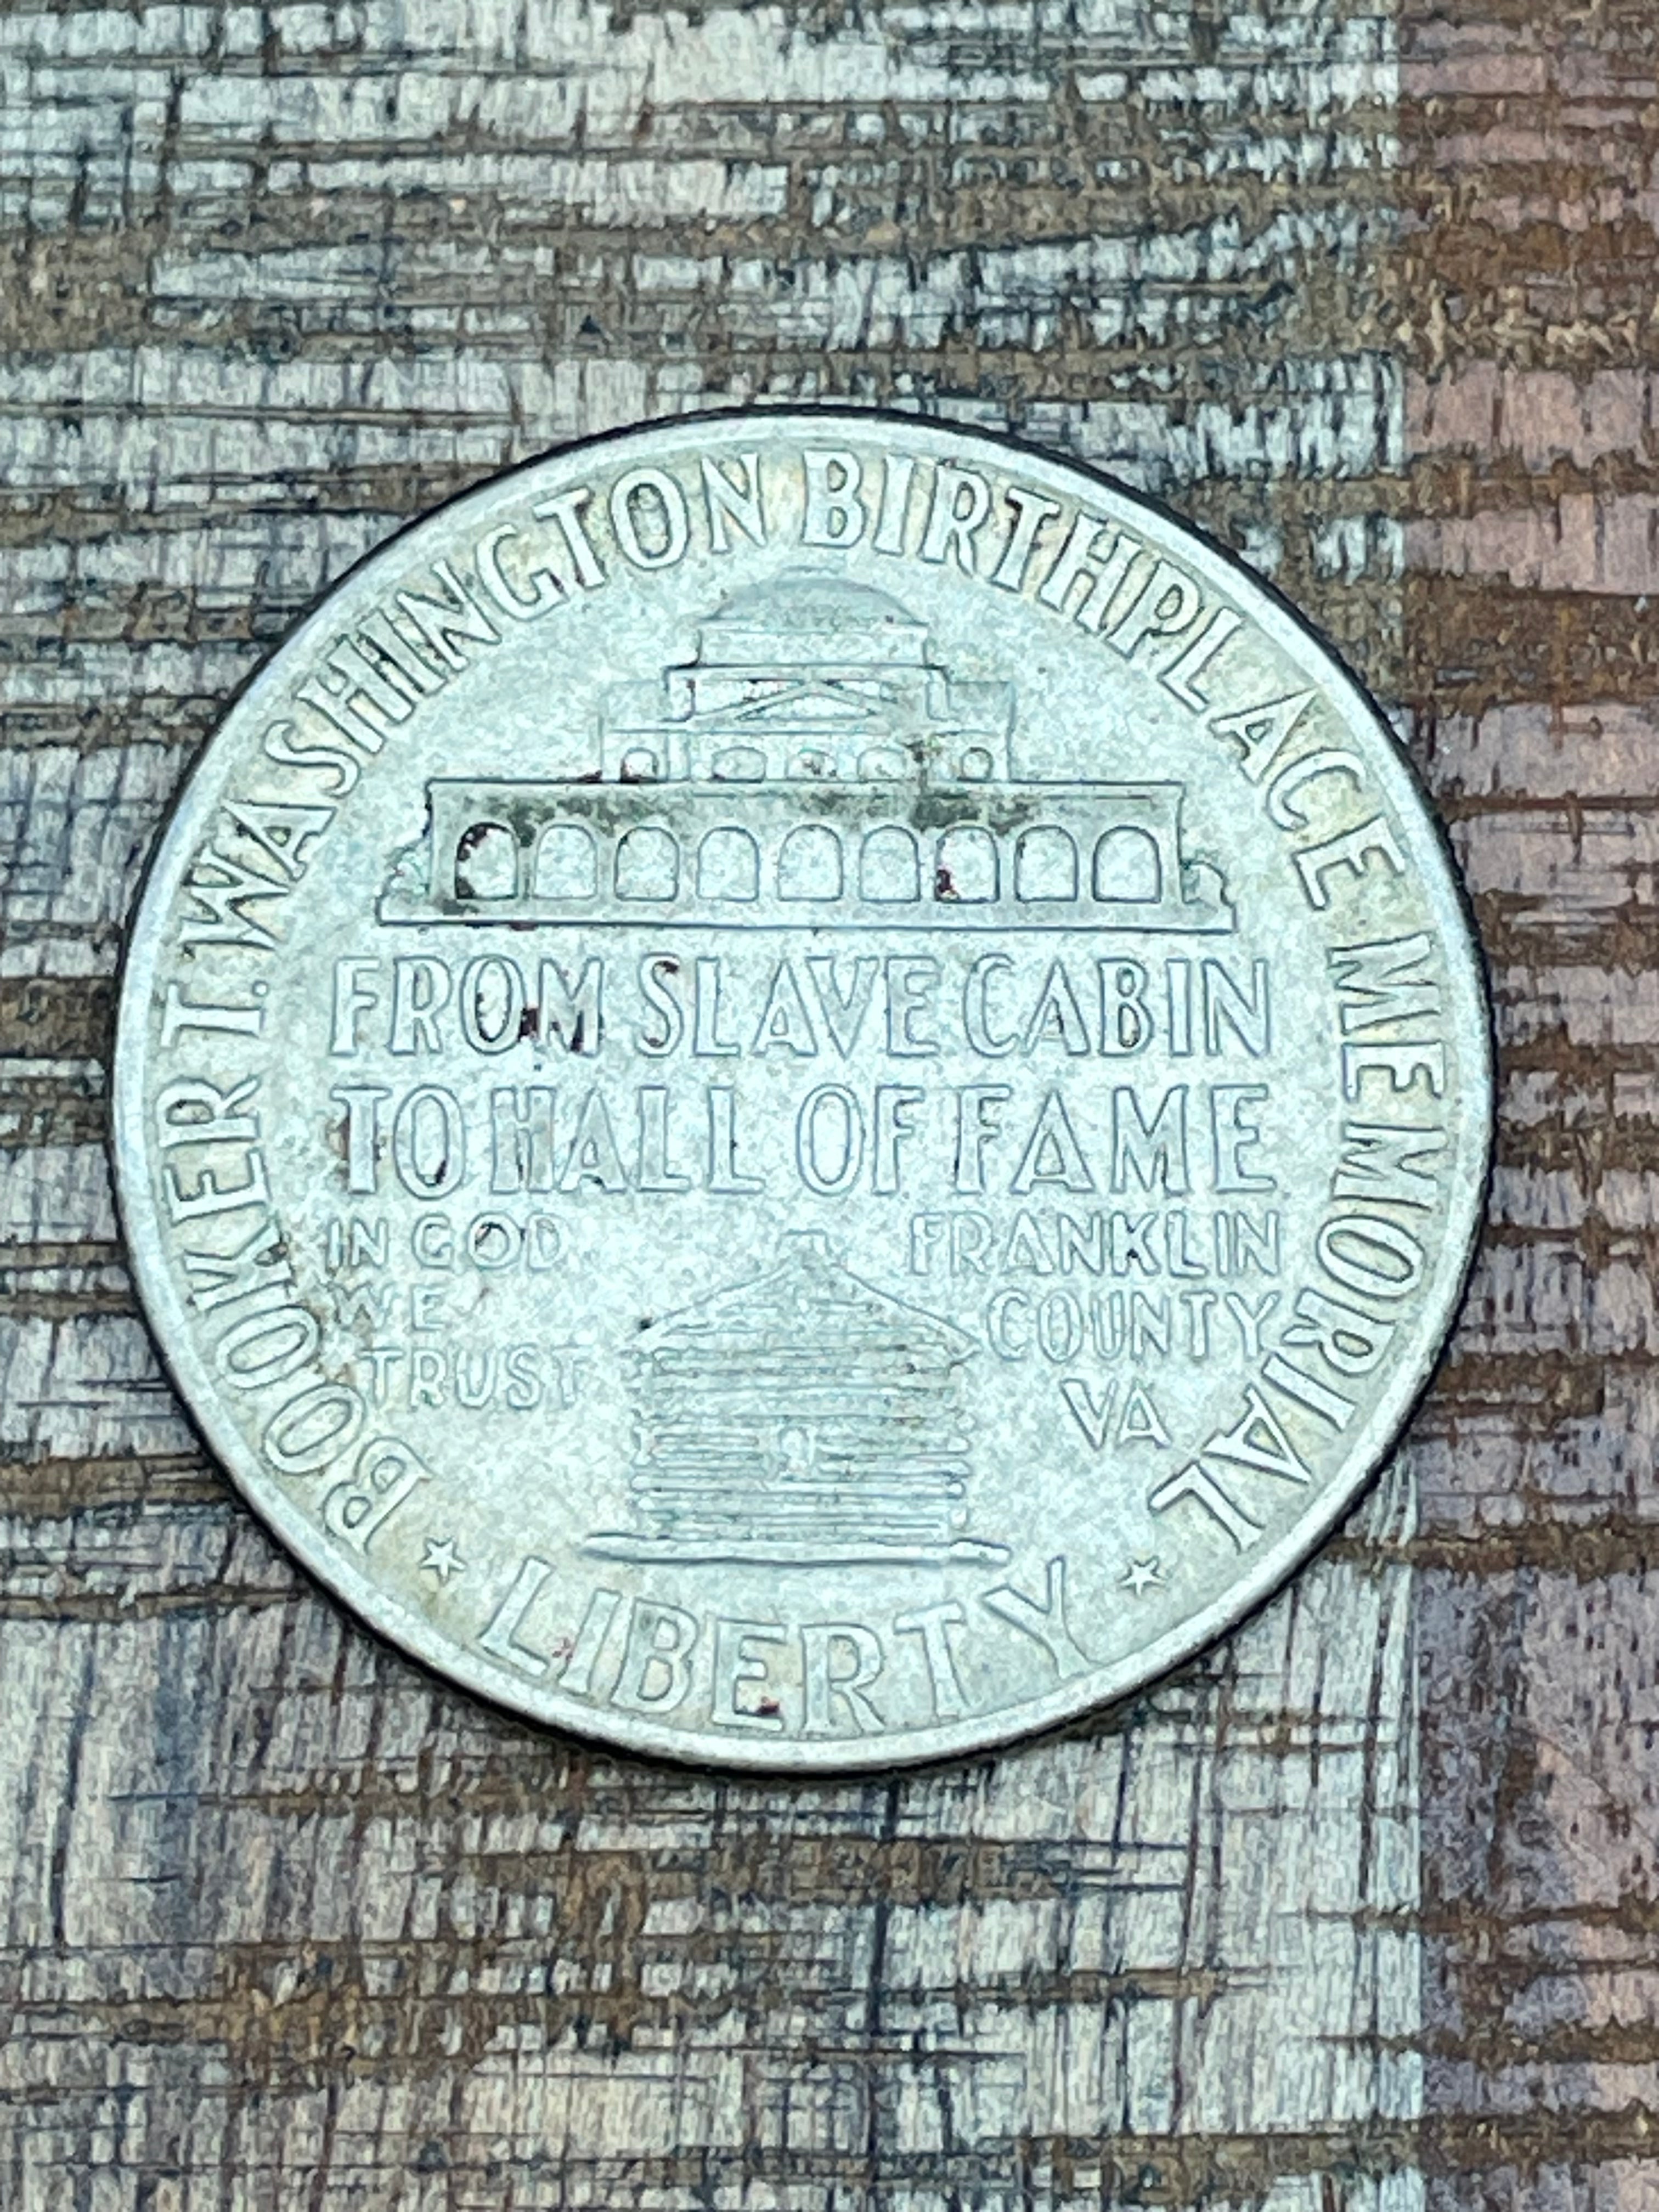 BOOKER T. WASHINGTON BIRTHPLACE MEMORIAL
FROM SLAVE CABIN
TO HALL OF FAME
IN GOD
WE
TRUST
FRANKLIN
COUNTY
VA
★ LIBERTY ★